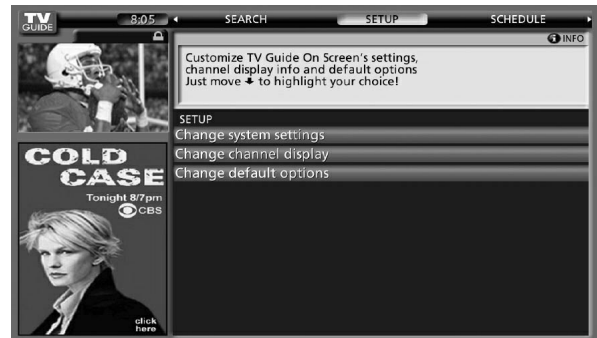 TV
GUIDE
8:05
SEARCH
SETUP
SCHEDULE
INFO
Customize TV Guide On Screen's settings,
channel display info and default options
Just move ↓ to highlight your choice!
SETUP
Change system settings
Change channel display
Change default options
COLD
CASE
Tonight 8/7pm
CBS
click
here